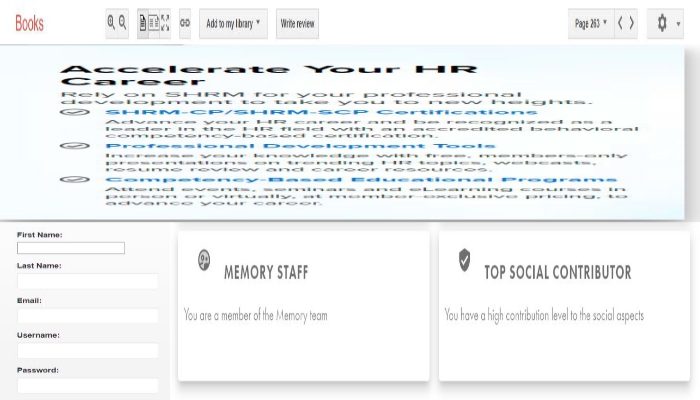 Books
Add to my library
Write review
Page 263
Accelerate Your HR
Career
Rely on SHRM for your professional
development to take you to new heights.
SHRM-CP/SHRM-SCP Certifications
Advance your HR career and be recognized as a
leader in the HR field with an accredited behavioral
competency-based certification.
Professional Development Tools
Increase your knowledge with free, members-only
presentations on trending HR topics, webcasts,
resume review and career resources.
Competency-Based Educational Programs
Attend events, seminars and eLearning courses in
person or virtually, at member-exclusive pricing, to
advance your career.
First Name:
Last Name:
Email:
Username:
Password:
MEMORY STAFF
You are a member of the Memory team
TOP SOCIAL CONTRIBUTOR
You have a high contribution level to the social aspects